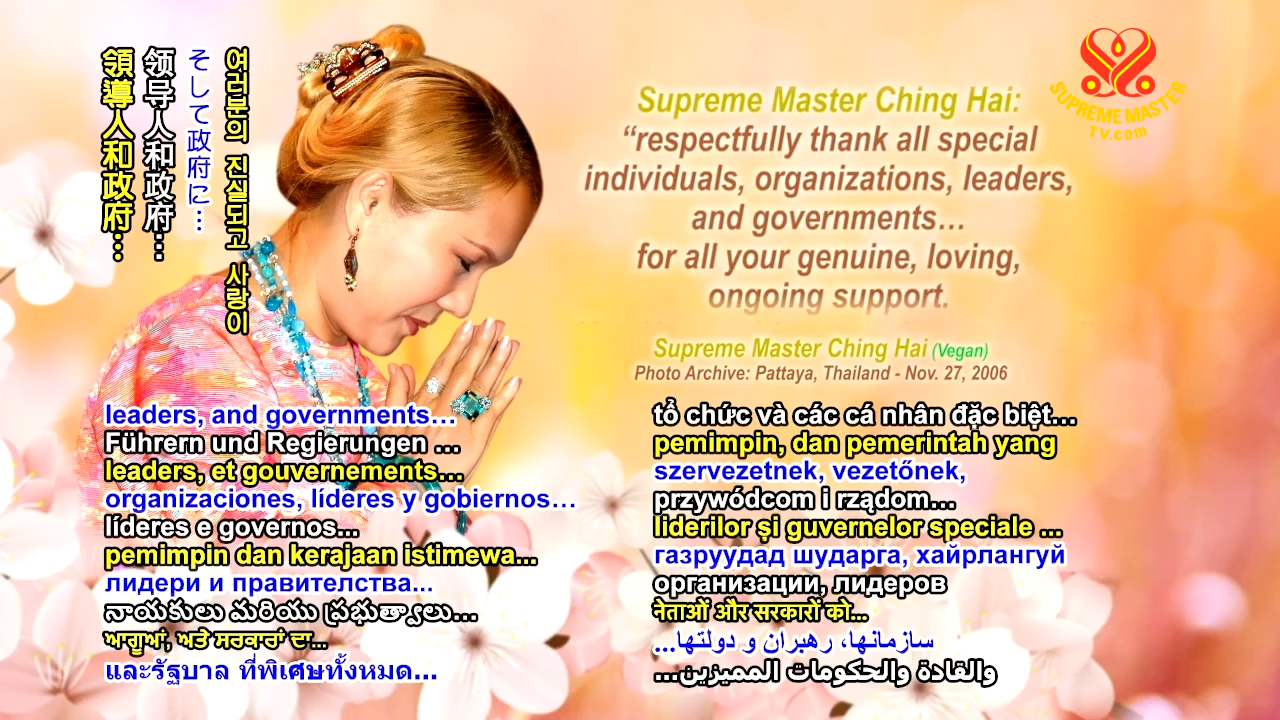 領導人和政府…
领导人和政府…
そして政府に…
여러분의 진실되고 사랑이
SUPREME MASTER
TV.com
Supreme Master Ching Hai:
“respectfully thank all special
individuals, organizations, leaders,
and governments…
for all your genuine, loving,
ongoing support.
Supreme Master Ching Hai (Vegan)
Photo Archive: Pattaya, Thailand - Nov. 27, 2006
leaders, and governments…
Führern und Regierungen ...
leaders, et gouvernements…
organizaciones, líderes y gobiernos…
líderes e governos...
pemimpin dan kerajaan istimewa...
лидери и правителства...
నాయకులు మరియు ప్రభుత్వాలు...
ਆਗੂਆਂ, ਅਤੇ ਸਰਕਾਰਾਂ ਦਾ...
และรัฐบาล ที่พิเศษทั้งหมด...
tổ chức và các cá nhân đặc biệt...
pemimpin, dan pemerintah yang
szervezetnek, vezetőnek,
przywódcom i rządom...
liderilor și guvernelor speciale ...
газруудад шударга, хайрлангуй
организации, лидеров
नेताओं और सरकारों को...
سازمانها، رهبران و دولتها...
والقادة والحكومات المميزين...